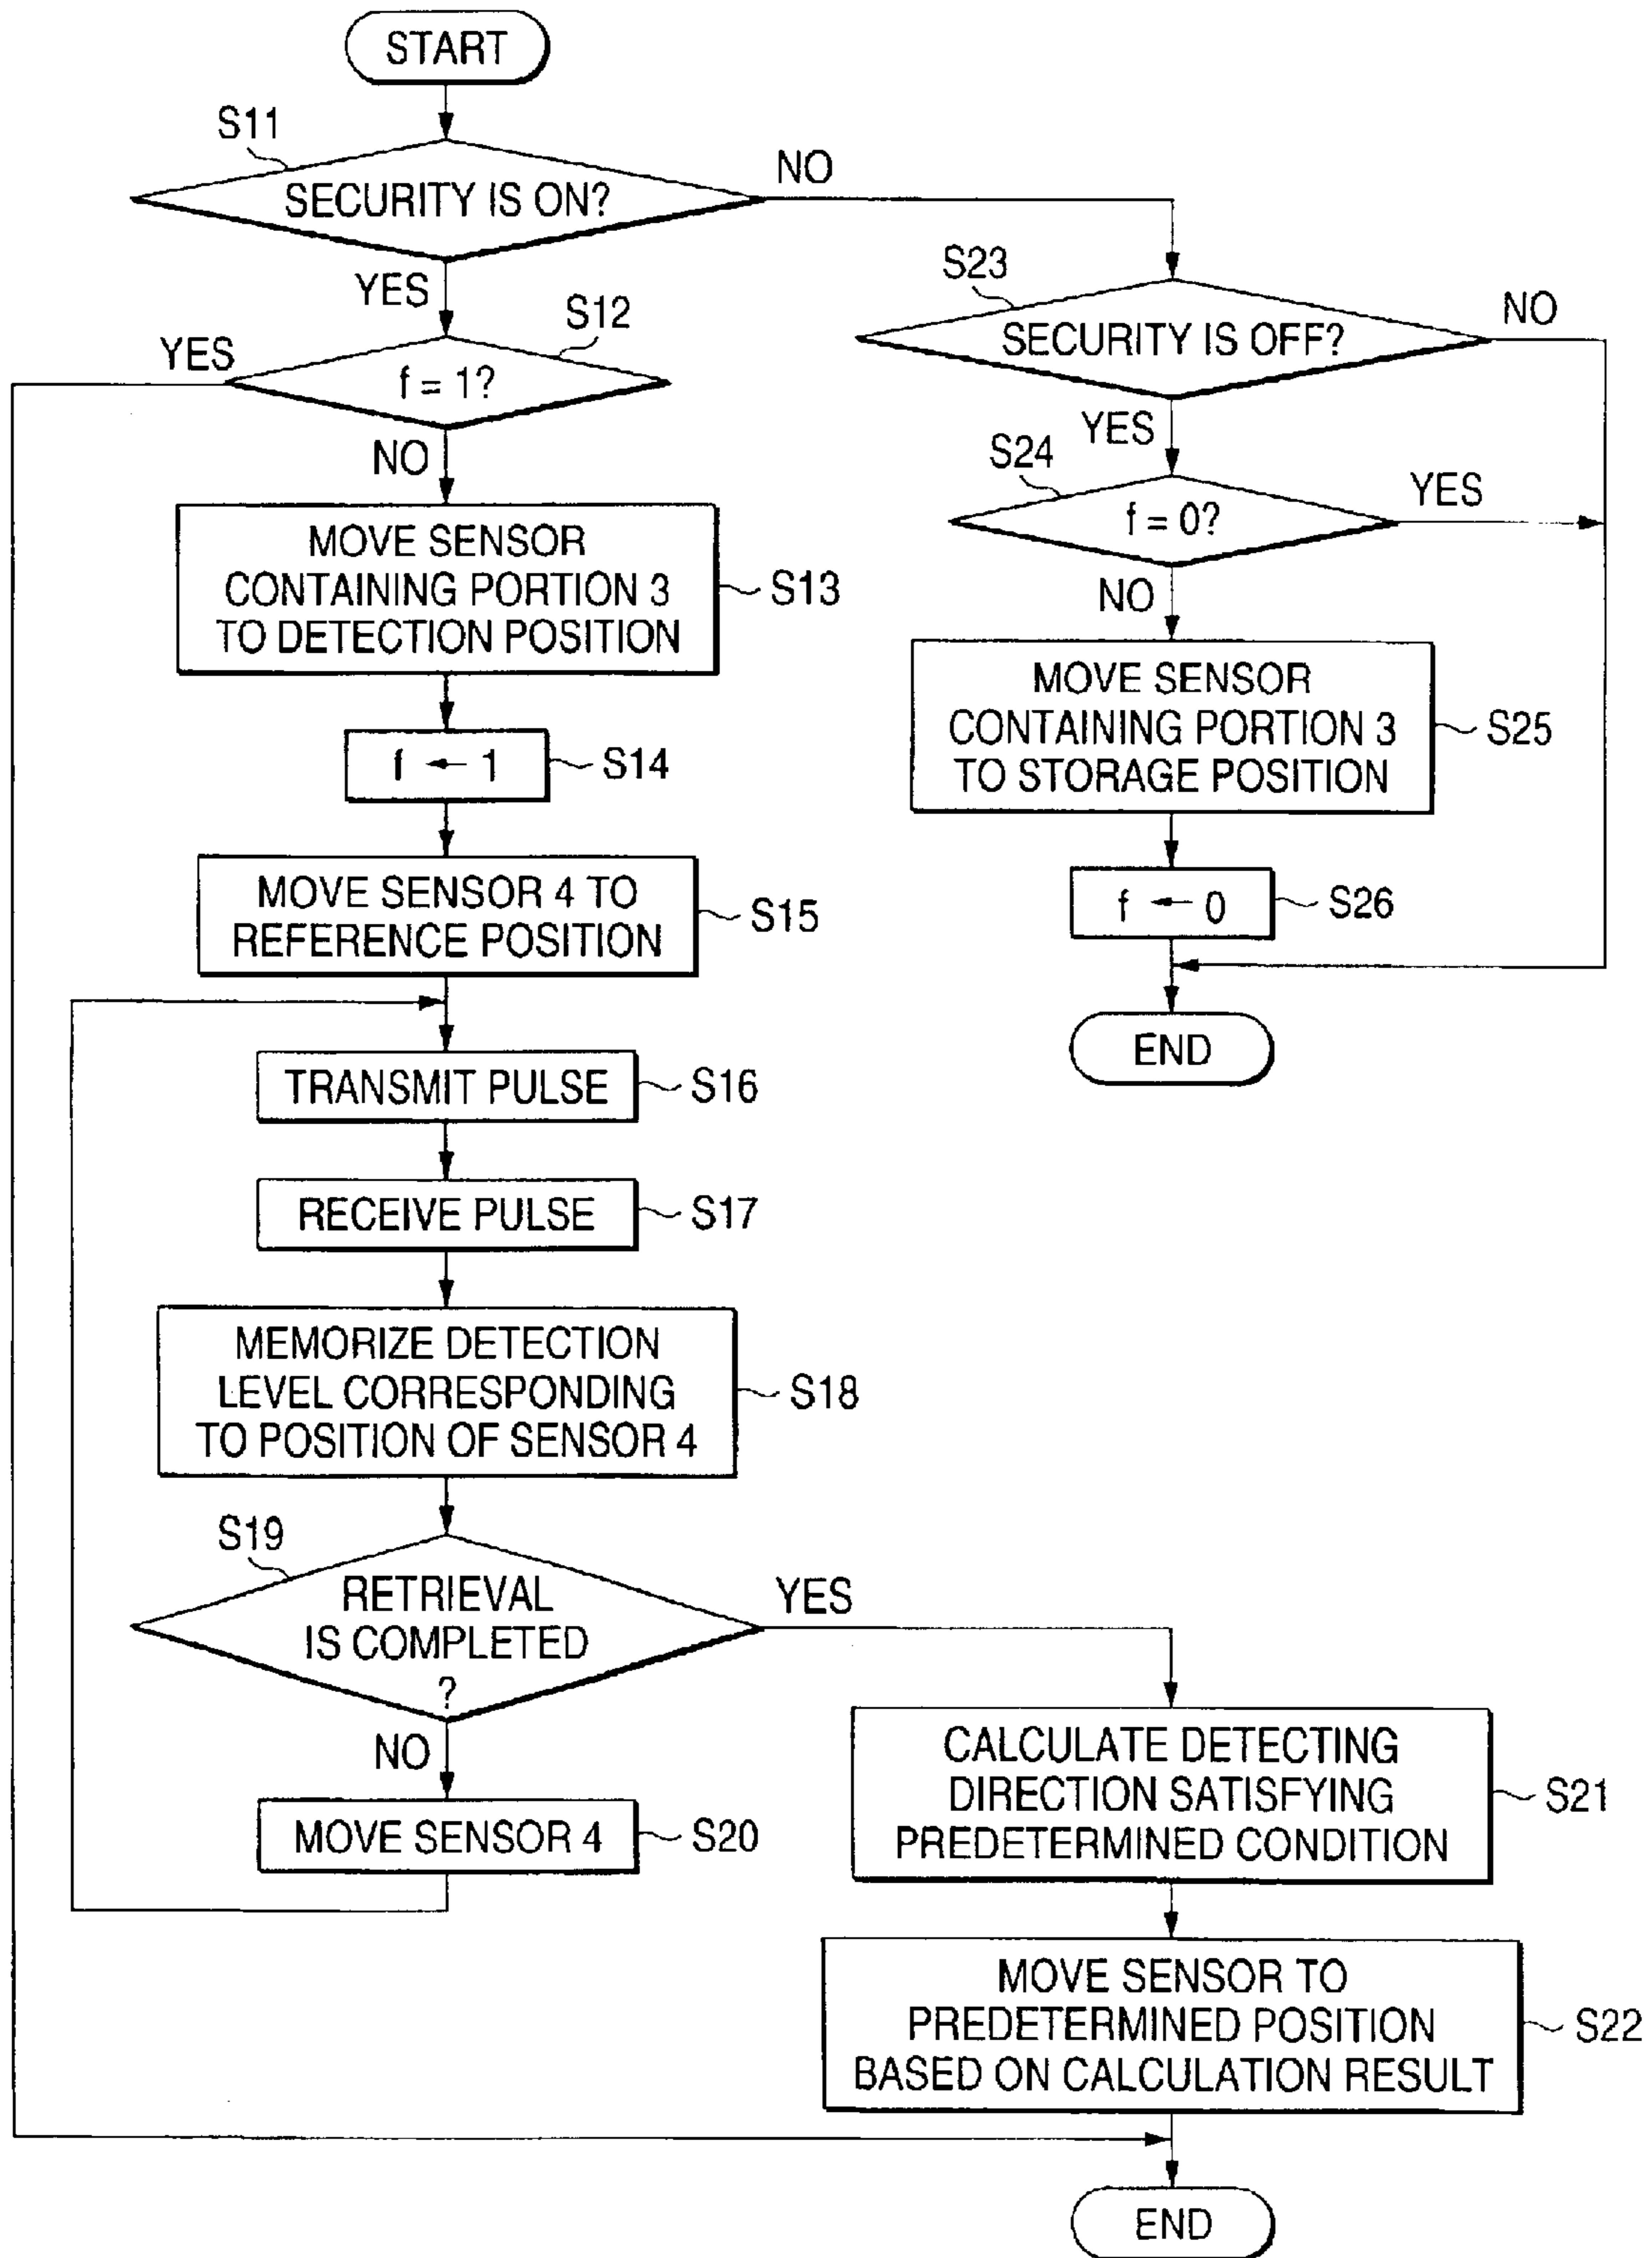 START
S11
SECURITY IS ON?
NO
YES
S12
YES
f = 1?
NO
MOVE SENSOR
CONTAINING PORTION 3
TO DETECTION POSITION
S13
f ← 1
S14
MOVE SENSOR 4 TO
REFERENCE POSITION
S15
TRANSMIT PULSE
S16
RECEIVE PULSE
S17
MEMORIZE DETECTION
LEVEL CORRESPONDING
TO POSITION OF SENSOR 4
S18
S19
RETRIEVAL
IS COMPLETED
?
YES
NO
MOVE SENSOR 4
S20
CALCULATE DETECTING
DIRECTION SATISFYING
PREDETERMINED CONDITION
S21
MOVE SENSOR TO
PREDETERMINED POSITION
BASED ON CALCULATION RESULT
S22
END
S23
SECURITY IS OFF?
NO
YES
S24
f = 0?
YES
NO
MOVE SENSOR
CONTAINING PORTION 3
TO STORAGE POSITION
S25
f ← 0
S26
END